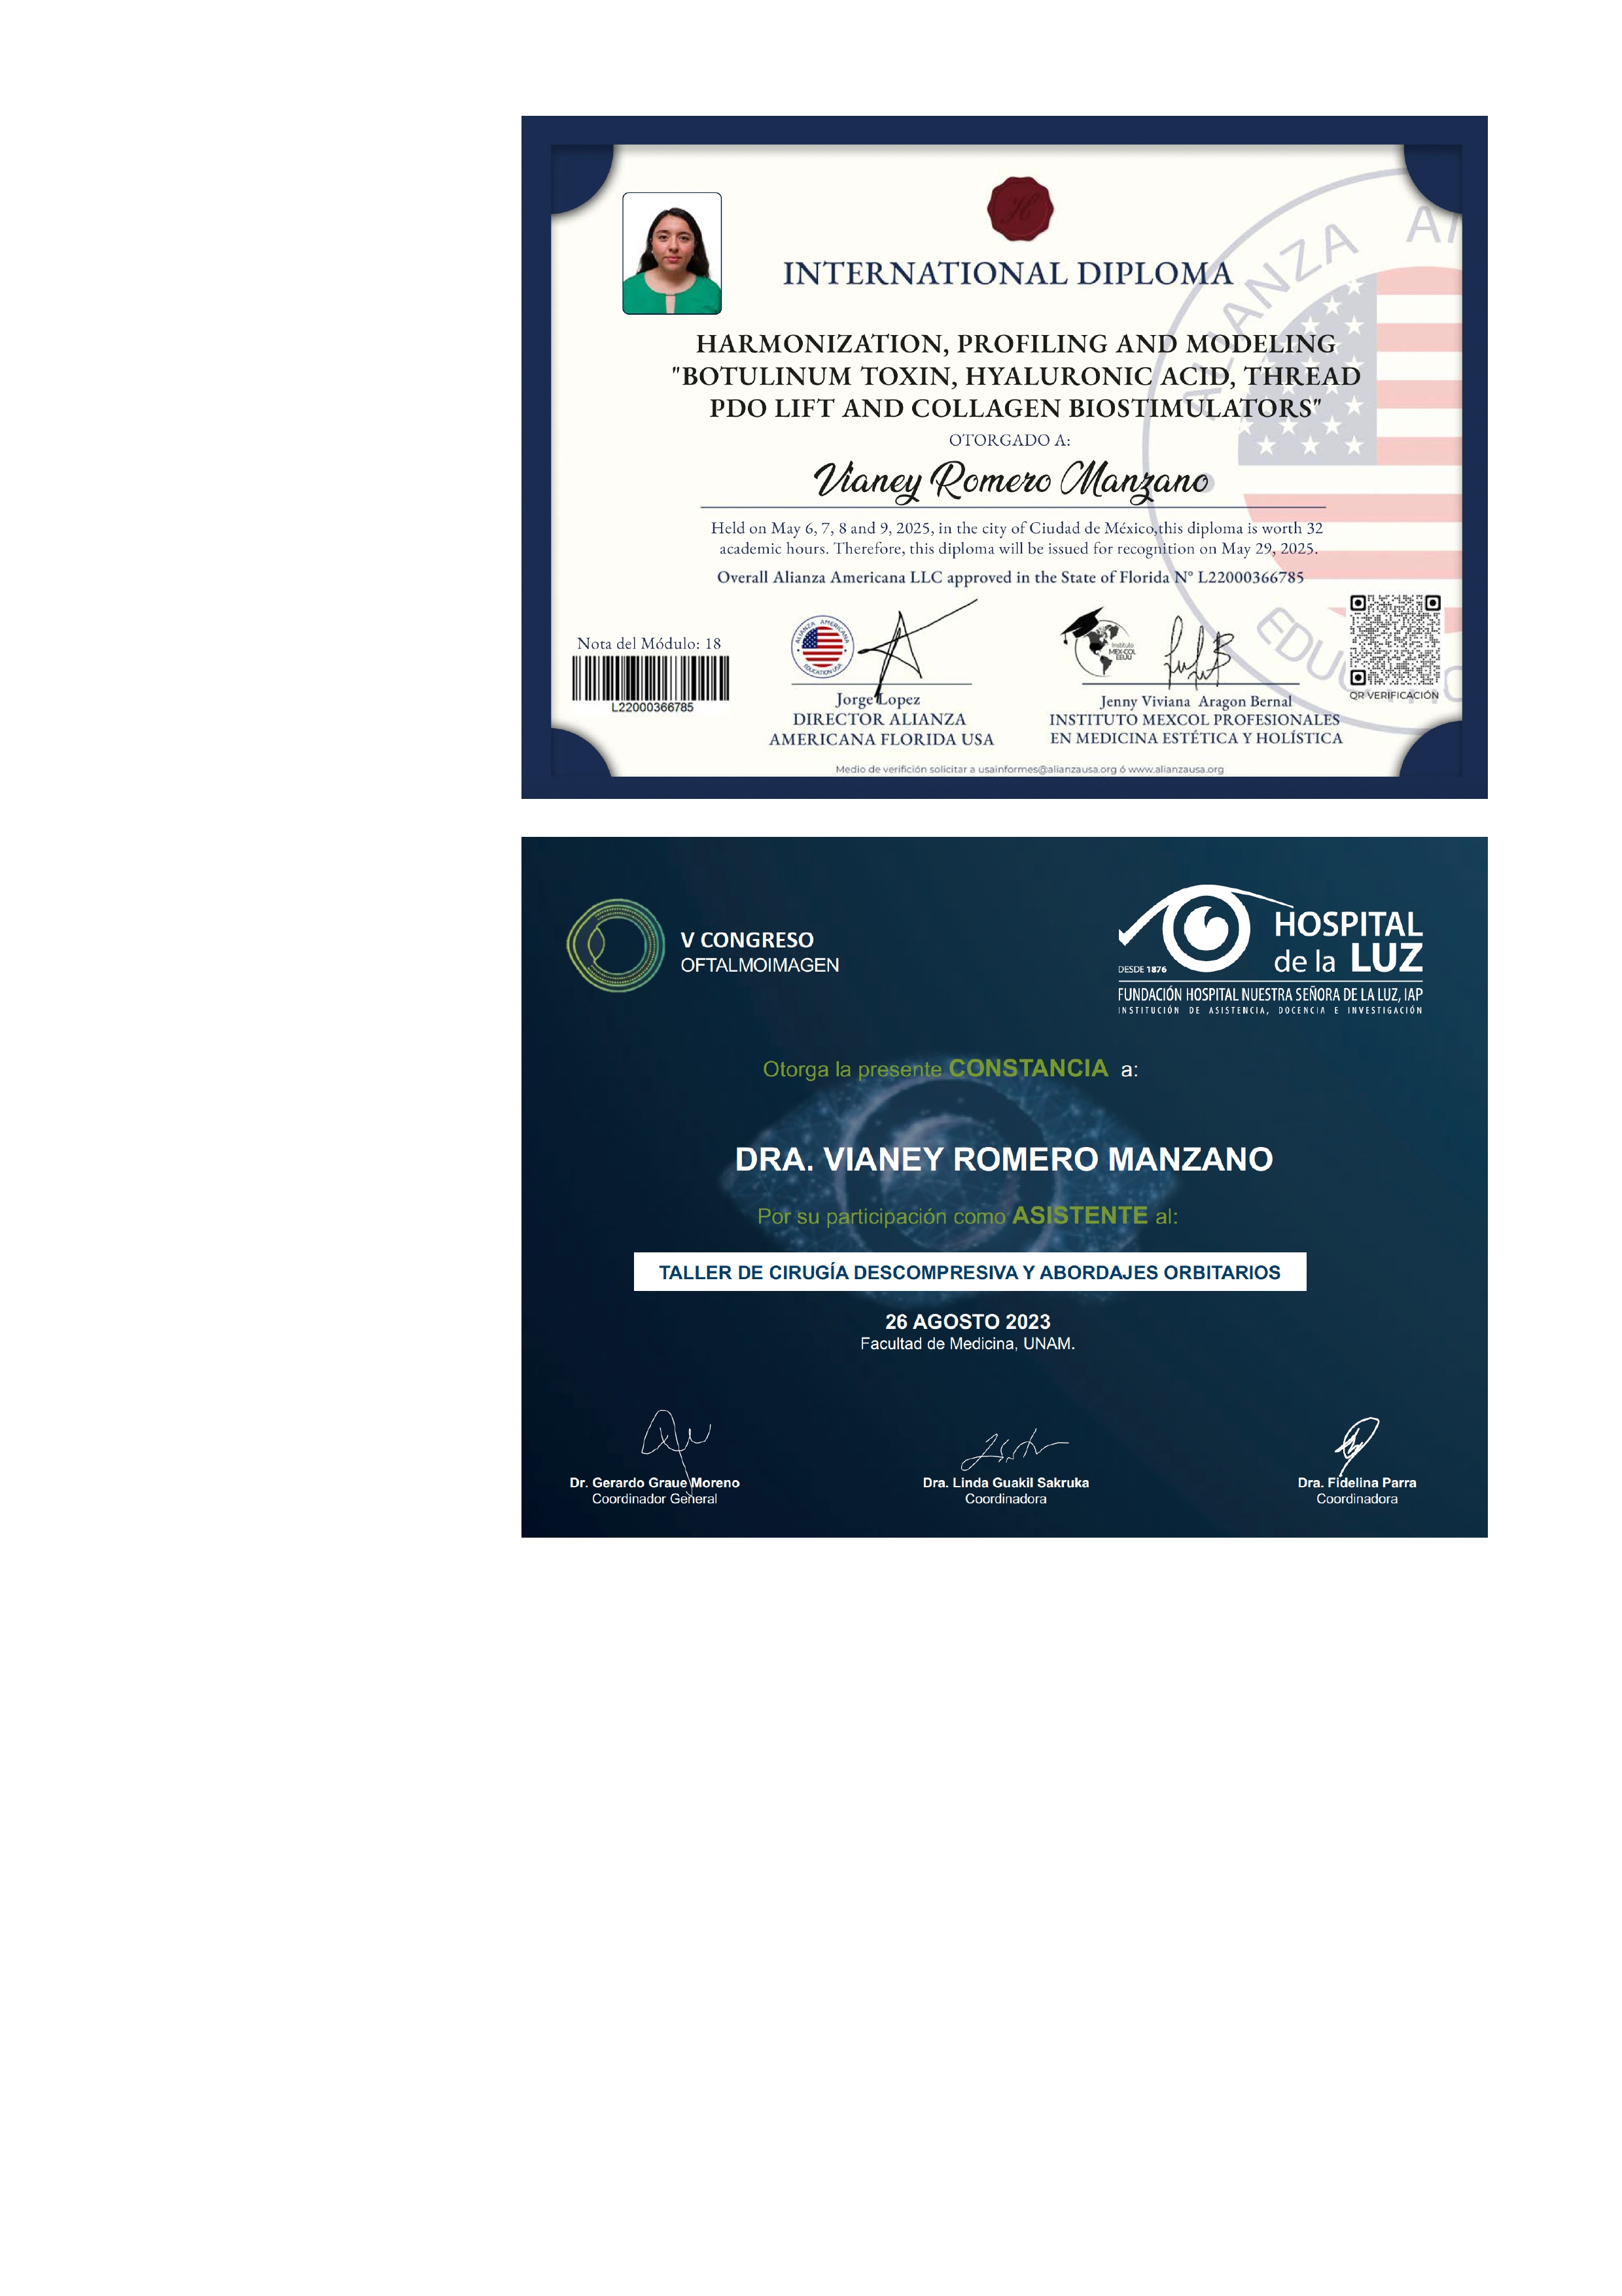 INTERNATIONAL DIPLOMA
HARMONIZATION, PROFILING AND MODELING
"BOTULINUM TOXIN, HYALURONIC ACID, THREAD
PDO LIFT AND COLLAGEN BIOSTIMULATORS"
OTORGADO A:
Vianey Romero Manzano
Held on May 6, 7, 8 and 9, 2025, in the city of Ciudad de México,this diploma is worth 32
academic hours. Therefore, this diploma will be issued for recognition on May 29, 2025.
Overall Alianza Americana LLC approved in the State of Florida N° L22000366785
Nota del Módulo: 18
L22000366785
ALIANZA AMERICANA
EDUCATION USA
Jorge Lopez
DIRECTOR ALIANZA
AMERICANA FLORIDA USA
Instituto
MEX-COL
EEUU
Jenny Viviana Aragon Bernal
INSTITUTO MEXCOL PROFESIONALES
EN MEDICINA ESTÉTICA Y HOLÍSTICA
QR VERIFICACIÓN
ALIANZA
Medio de verifición solicitar a usainformes@alianzausa.org ó www.alianzausa.org
V CONGRESO
OFTALMOIMAGEN
HOSPITAL
de la LUZ
DESDE 1876
FUNDACIÓN HOSPITAL NUESTRA SEÑORA DE LA LUZ, IAP
INSTITUCIÓN DE ASISTENCIA, DOCENCIA E INVESTIGACIÓN
Otorga la presente CONSTANCIA a:
DRA. VIANEY ROMERO MANZANO
Por su participación como ASISTENTE al:
TALLER DE CIRUGÍA DESCOMPRESIVA Y ABORDAJES ORBITARIOS
26 AGOSTO 2023
Facultad de Medicina, UNAM.
Dr. Gerardo Graue Moreno
Coordinador General
Dra. Linda Guakil Sakruka
Coordinadora
Dra. Fidelina Parra
Coordinadora